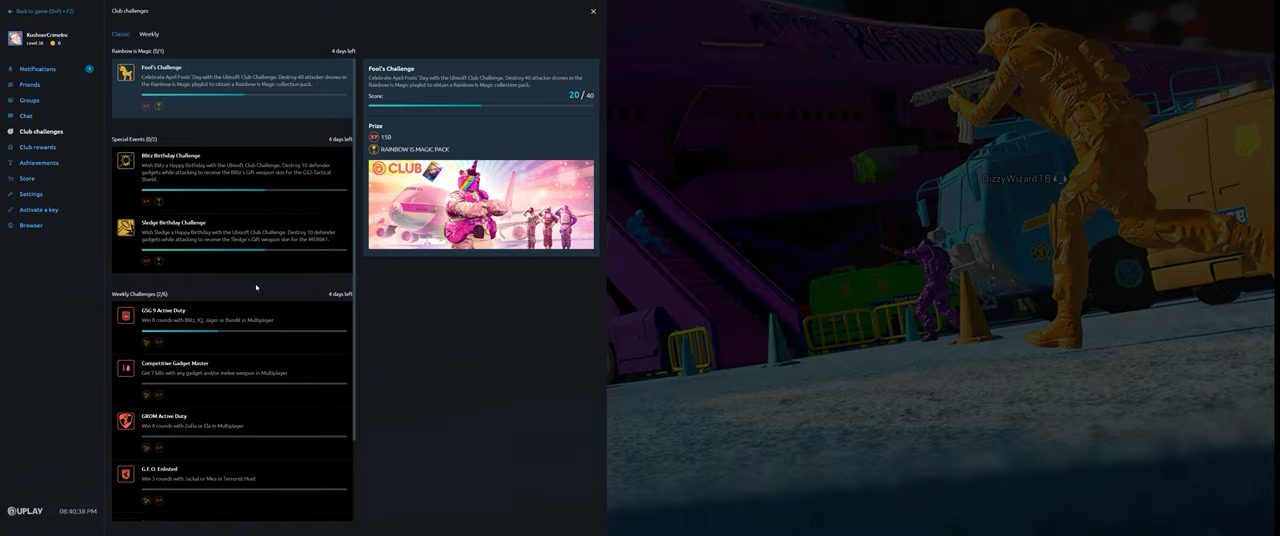 Back to game (Shift + F2)
KushnerCrimeInc
Level 38
0
Notifications
1
Friends
Groups
Chat
Club challenges
Club rewards
Achievements
Store
Settings
Activate a key
Browser
UPLAY
08:40:38 PM
Club challenges
Classic
Weekly
Rainbow is Magic (0/1)
4 days left
Fool's Challenge
Celebrate April Fools' Day with the Ubisoft Club Challenge. Destroy 40 attacker drones in
the Rainbow Is Magic playlist to obtain a Rainbow Is Magic collection pack.
XP
Special Events (0/2)
4 days left
Blitz Birthday Challenge
Wish Blitz a Happy Birthday with the Ubisoft Club Challenge. Destroy 10 defender
gadgets while attacking to receive the Blitz's Gift weapon skin for the G52 Tactical
Shield.
XP
Sledge Birthday Challenge
Wish Sledge a Happy Birthday with the Ubisoft Club Challenge. Destroy 10 defender
gadgets while attacking to receive the Sledge's Gift weapon skin for the M590A1.
XP
Weekly Challenges (2/6)
4 days left
GSG 9 Active Duty
Win 8 rounds with Blitz, IQ, Jäger or Bandit in Multiplayer
XP
Competitive Gadget Master
Get 7 kills with any gadget and/or melee weapon in Multiplayer
XP
GROM Active Duty
Win 4 rounds with Zofia or Ela in Multiplayer
XP
G.E.O. Enlisted
Win 3 rounds with Jackal or Mira in Terrorist Hunt
XP
Fool's Challenge
Celebrate April Fools' Day with the Ubisoft Club Challenge. Destroy 40 attacker drones in the Rainbow
Is Magic playlist to obtain a Rainbow Is Magic collection pack.
Score:
20 / 40
Prize
XP 150
RAINBOW IS MAGIC PACK
CLUB
DizzyWizard18